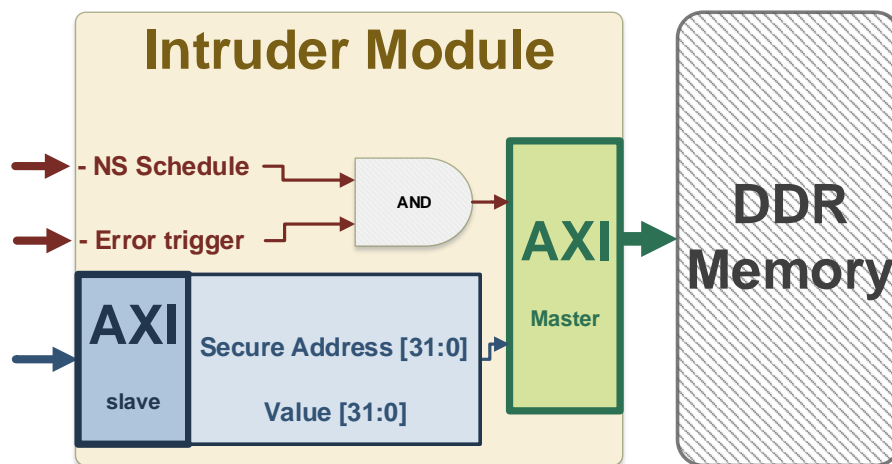 Intruder Module
- NS Schedule
AND
- Error trigger
AXI
slave
Secure Address [31:0]
Value [31:0]
AXI
Master
DDR
Memory